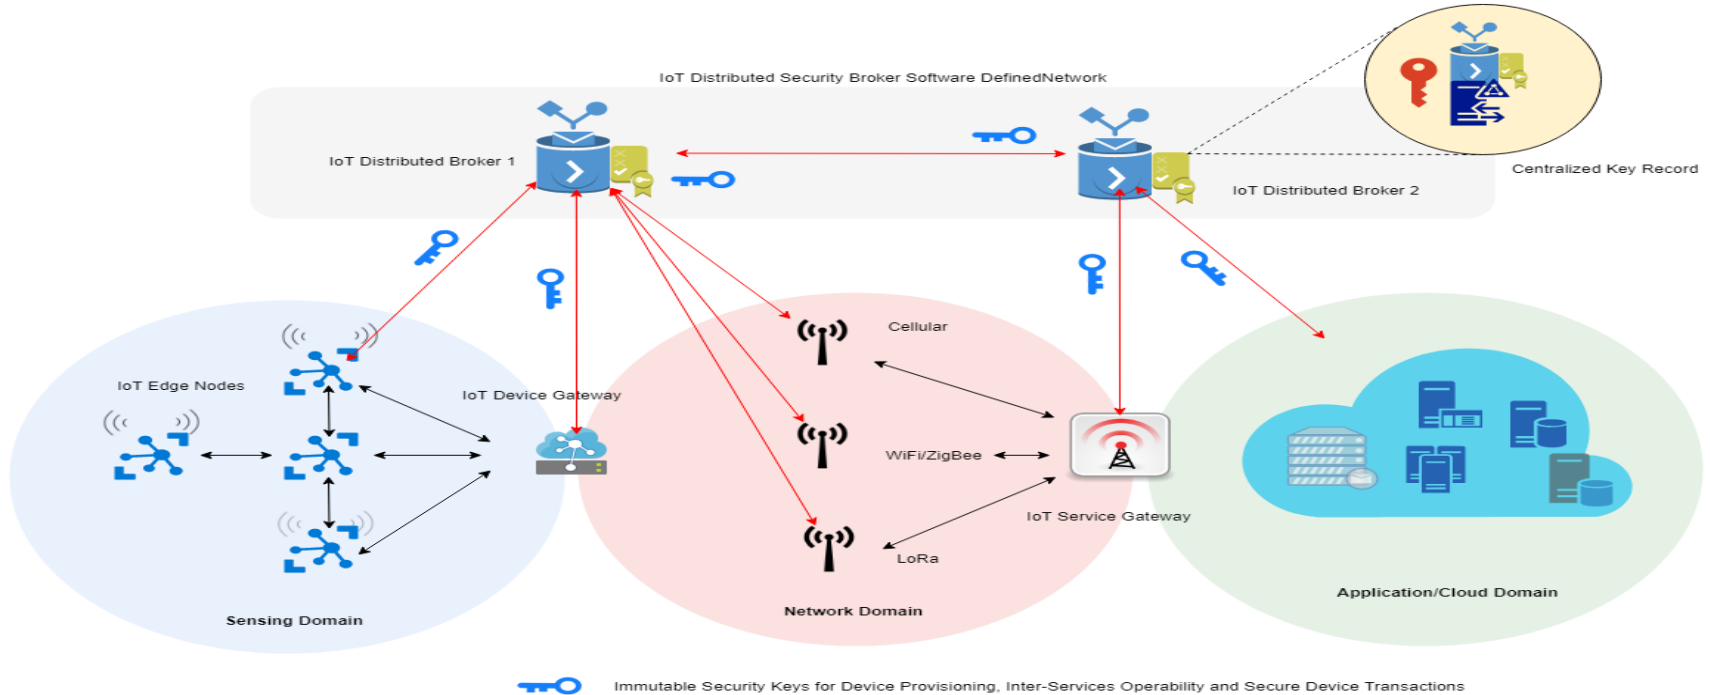 IoT Distributed Security Broker Software DefinedNetwork
IoT Distributed Broker 1
Centralized Key Record
IoT Distributed Broker 2
Cellular
IoT Edge Nodes
IoT Device Gateway
WiFi/ZigBee
IoT Service Gateway
LoRa
Application/Cloud Domain
Network Domain
Sensing Domain
Immutable Security Keys for Device Provisioning, Inter-Services Operability and Secure Device Transactions